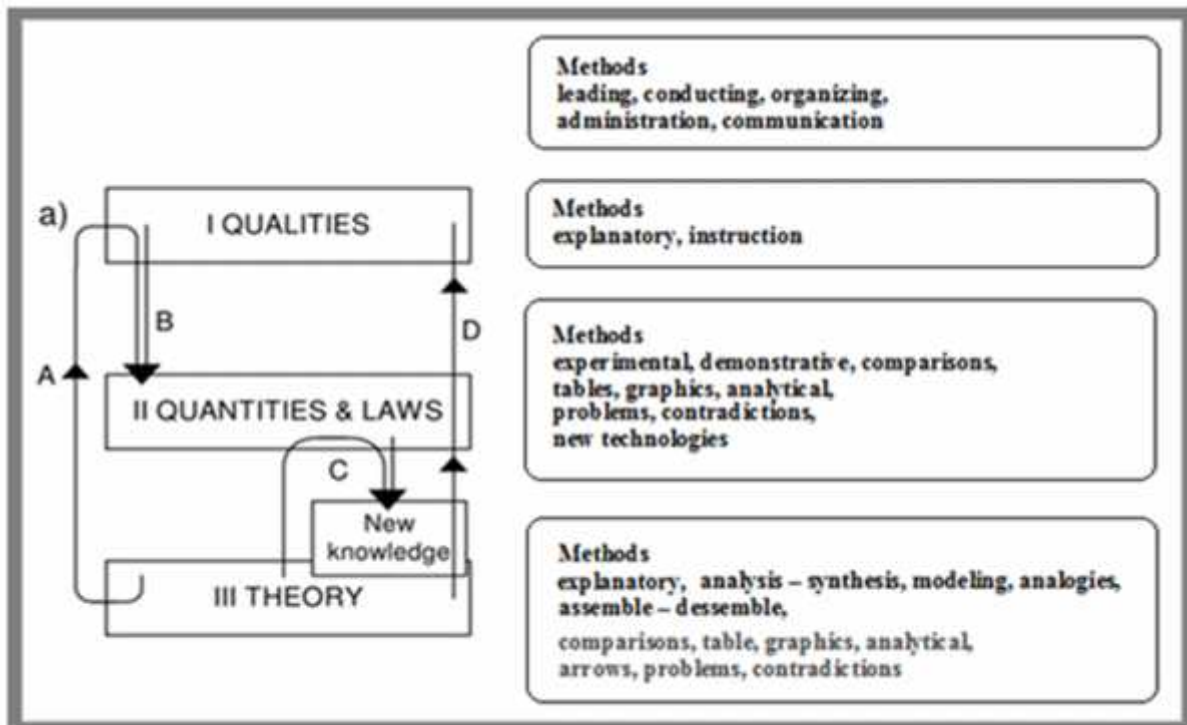 a)
I QUALITIES
B
D
A
II QUANTITIES & LAWS
C
New
knowledge
III THEORY
Methods
leading, conducting, organizing,
administration, communication
Methods
explanatory, instruction
Methods
experimental, demonstrative, comparisons,
tables, graphics, analytical,
problems, contradictions,
new technologies
Methods
explanatory, analysis – synthesis, modeling, analogies,
assemble – dessemble,
comparisons, table, graphics, analytical,
arrows, problems, contradictions